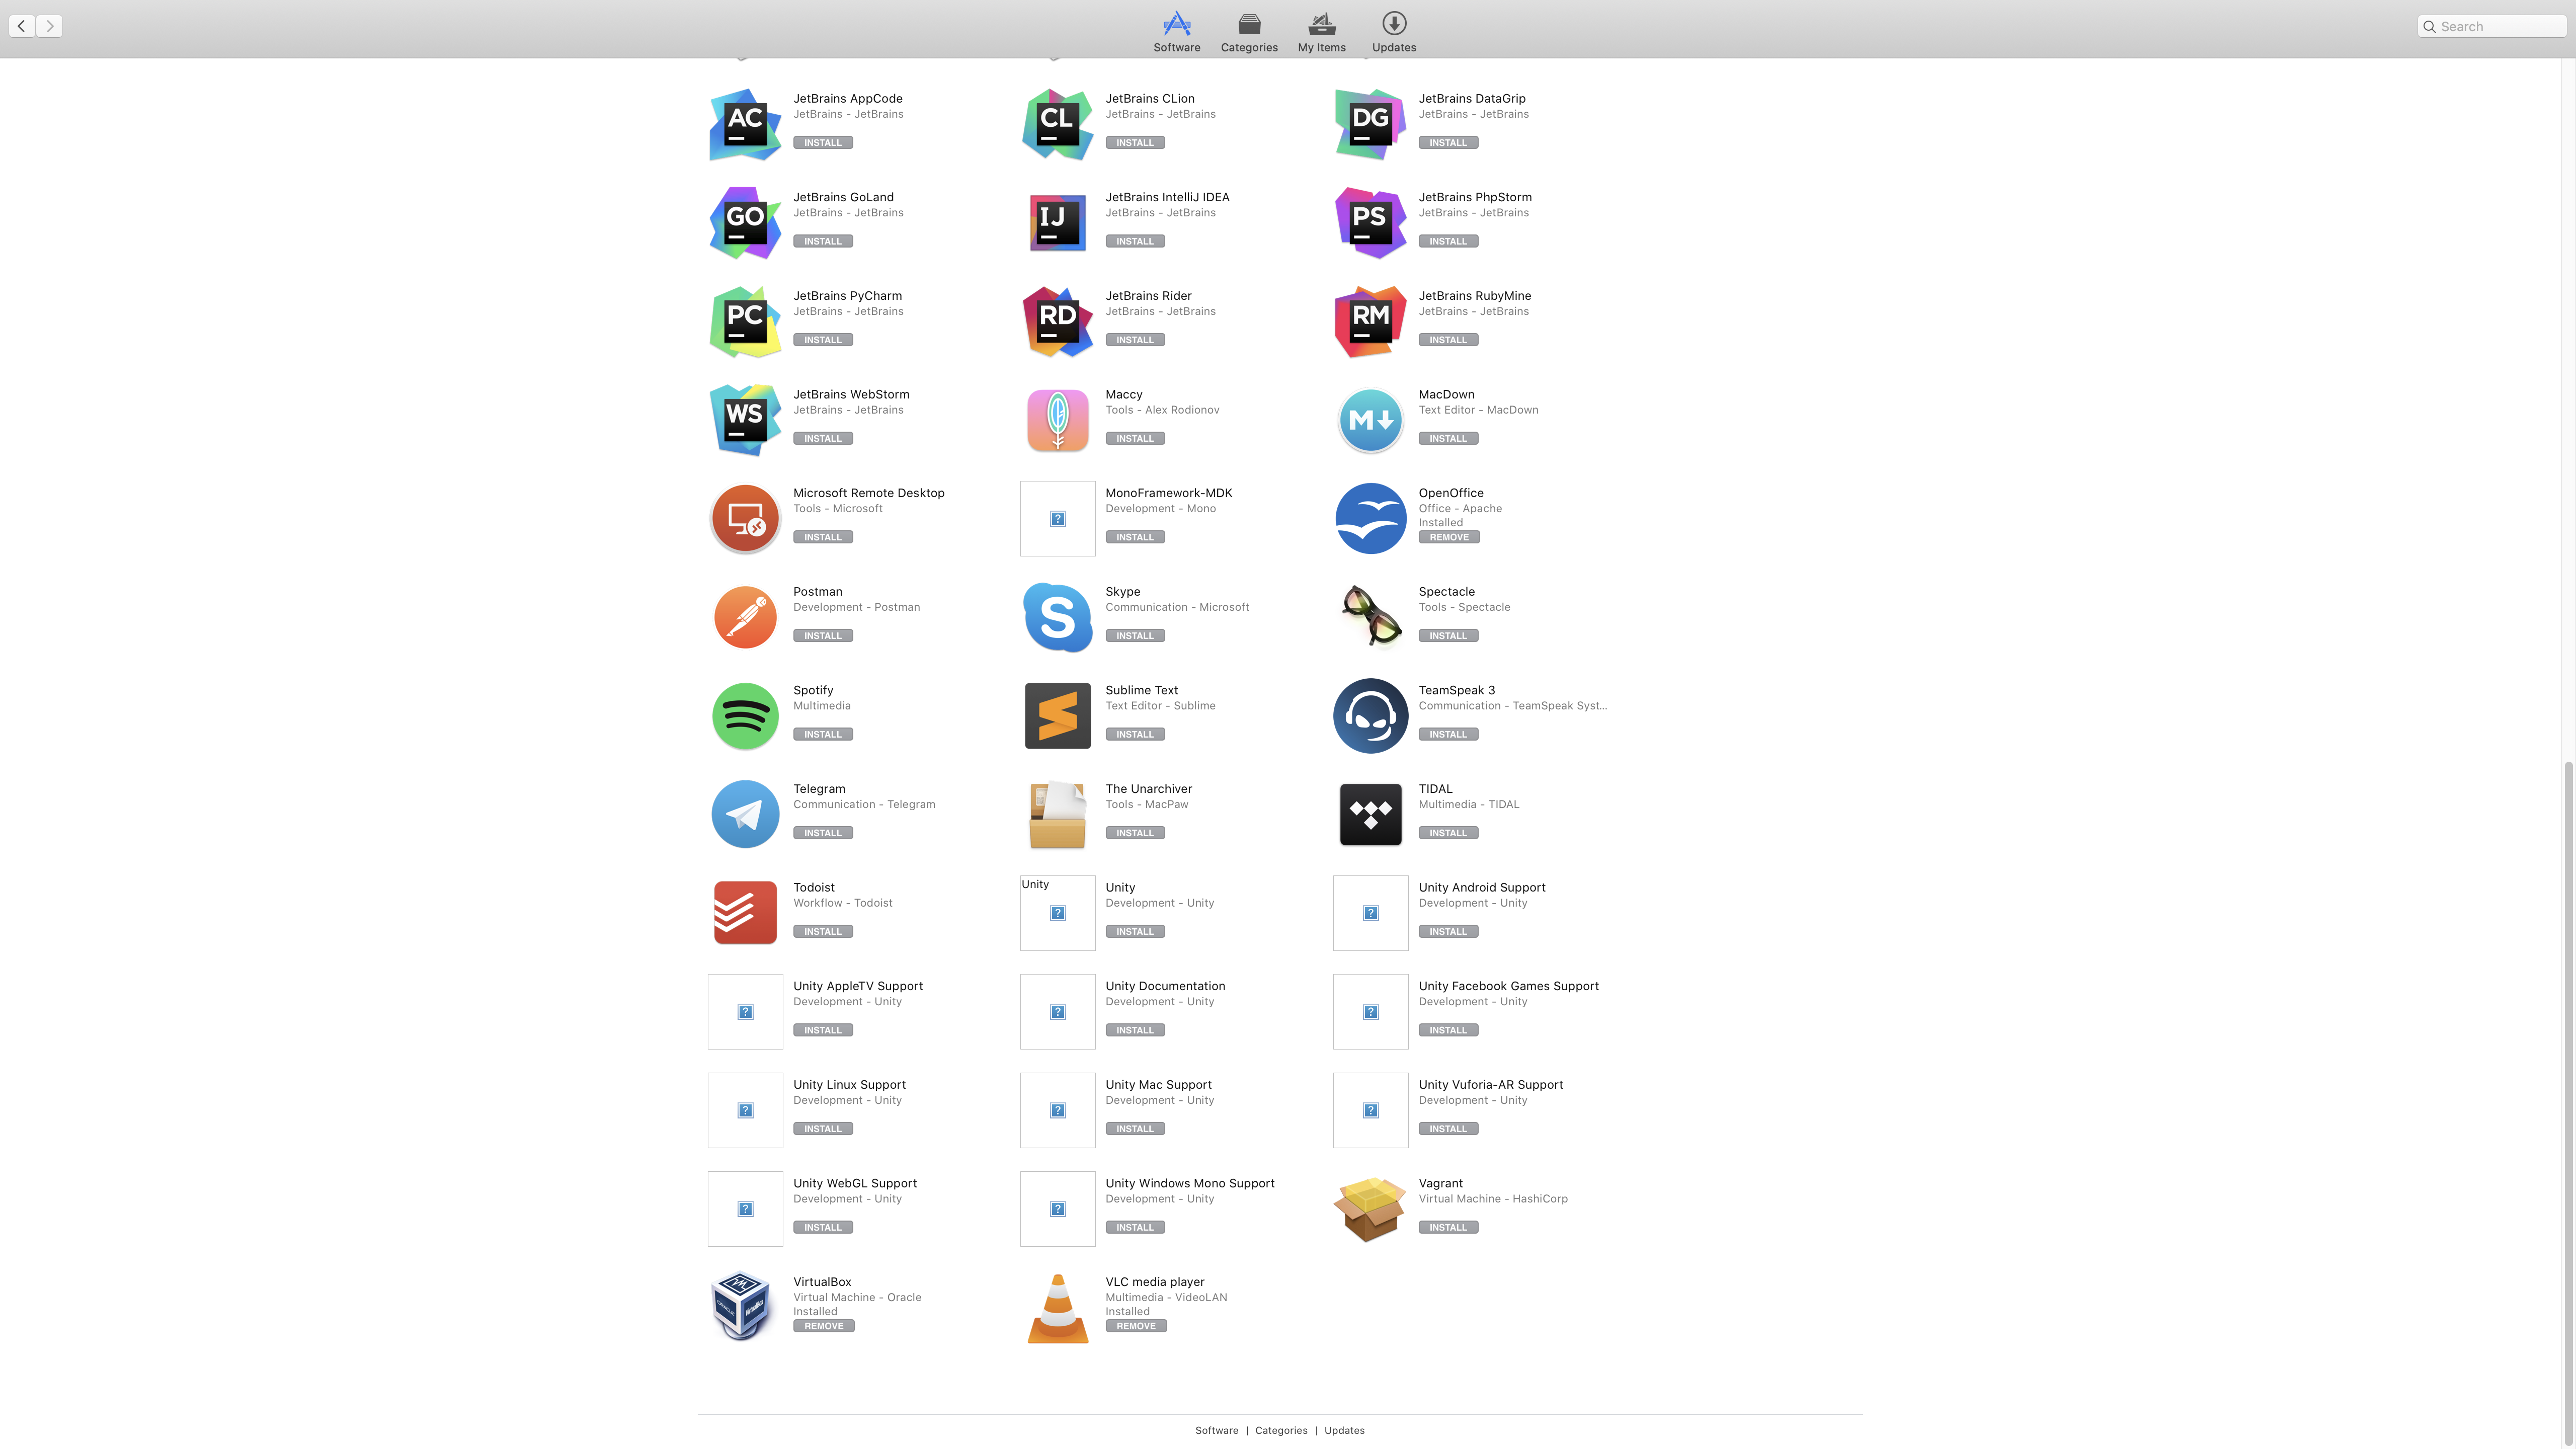 Software
Categories
My Items
Updates
Search
AC
JetBrains AppCode
JetBrains - JetBrains
INSTALL
CL
JetBrains CLion
JetBrains - JetBrains
INSTALL
DG
JetBrains DataGrip
JetBrains - JetBrains
INSTALL
GO
JetBrains GoLand
JetBrains - JetBrains
INSTALL
IJ
JetBrains IntelliJ IDEA
JetBrains - JetBrains
INSTALL
PS
JetBrains PhpStorm
JetBrains - JetBrains
INSTALL
PC
JetBrains PyCharm
JetBrains - JetBrains
INSTALL
RD
JetBrains Rider
JetBrains - JetBrains
INSTALL
RM
JetBrains RubyMine
JetBrains - JetBrains
INSTALL
WS
JetBrains WebStorm
JetBrains - JetBrains
INSTALL
Maccy
Tools - Alex Rodionov
INSTALL
M
MacDown
Text Editor - MacDown
INSTALL
Microsoft Remote Desktop
Tools - Microsoft
INSTALL
?
MonoFramework-MDK
Development - Mono
INSTALL
OpenOffice
Office - Apache
Installed
REMOVE
Postman
Development - Postman
INSTALL
S
Skype
Communication - Microsoft
INSTALL
Spectacle
Tools - Spectacle
INSTALL
Spotify
Multimedia
INSTALL
Sublime Text
Text Editor - Sublime
INSTALL
TeamSpeak 3
Communication - TeamSpeak Syst...
INSTALL
Telegram
Communication - Telegram
INSTALL
The Unarchiver
Tools - MacPaw
INSTALL
TIDAL
Multimedia - TIDAL
INSTALL
Todoist
Workflow - Todoist
INSTALL
Unity
?
Unity
Development - Unity
INSTALL
?
Unity Android Support
Development - Unity
INSTALL
?
Unity AppleTV Support
Development - Unity
INSTALL
?
Unity Documentation
Development - Unity
INSTALL
?
Unity Facebook Games Support
Development - Unity
INSTALL
?
Unity Linux Support
Development - Unity
INSTALL
?
Unity Mac Support
Development - Unity
INSTALL
?
Unity Vuforia-AR Support
Development - Unity
INSTALL
?
Unity WebGL Support
Development - Unity
INSTALL
?
Unity Windows Mono Support
Development - Unity
INSTALL
Vagrant
Virtual Machine - HashiCorp
INSTALL
VirtualBox
Virtual Machine - Oracle
Installed
REMOVE
VLC media player
Multimedia - VideoLAN
Installed
REMOVE
Software | Categories | Updates